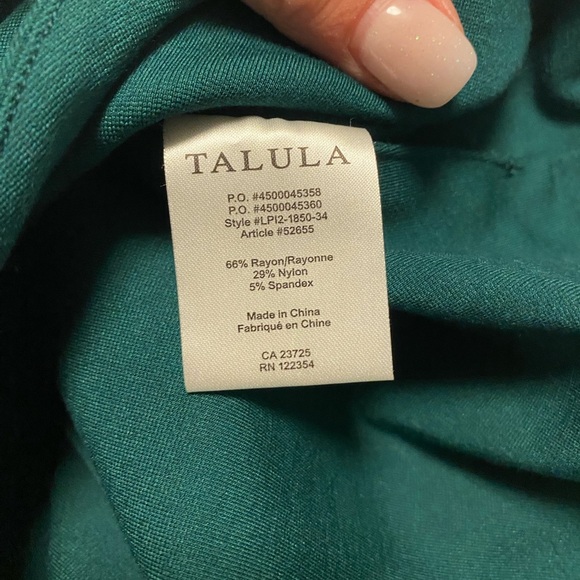 TALULA
P.O. #4500045358
P.O. #4500045360
Style #LPI2-1850-34
Article #52655
66% Rayon/Rayonne
29% Nylon
5% Spandex
Made in China
Fabriqué en Chine
CA 23725
RN 122354